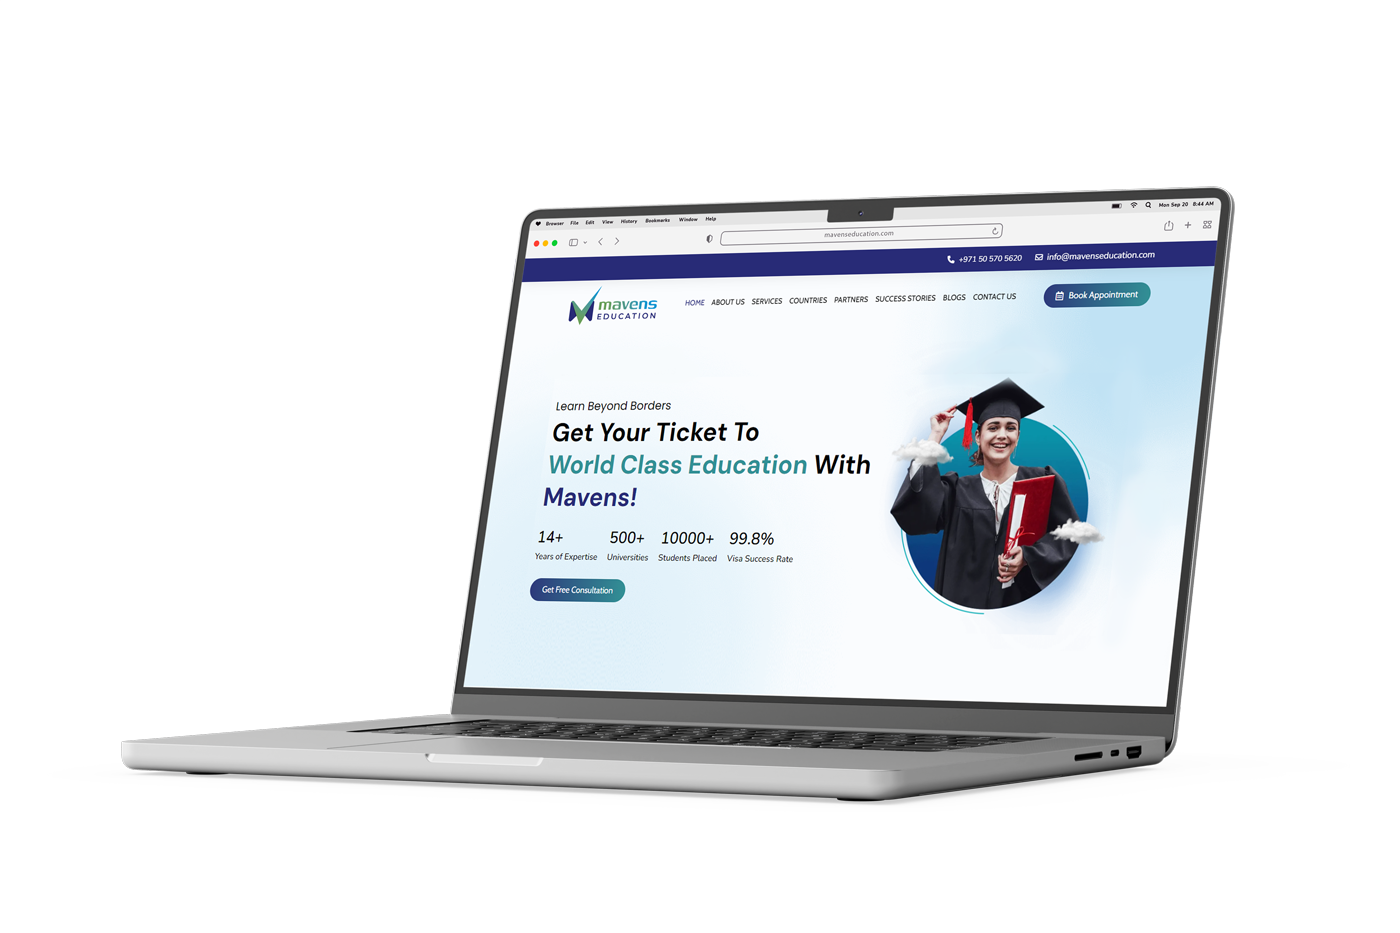 Browser File Edit View History Bookmarks Window Help
Mon Sep 20 8:44 AM
mavenseducation.com
+971 50 570 5620 info@mavenseducation.com
mavens
EDUCATION
HOME ABOUT US SERVICES COUNTRIES PARTNERS SUCCESS STORIES BLOGS CONTACT US
Book Appointment
Learn Beyond Borders
Get Your Ticket To
World Class Education With
Mavens!
14+ 500+ 10000+ 99.8%
Years of Expertise Universities Students Placed Visa Success Rate
Get Free Consultation